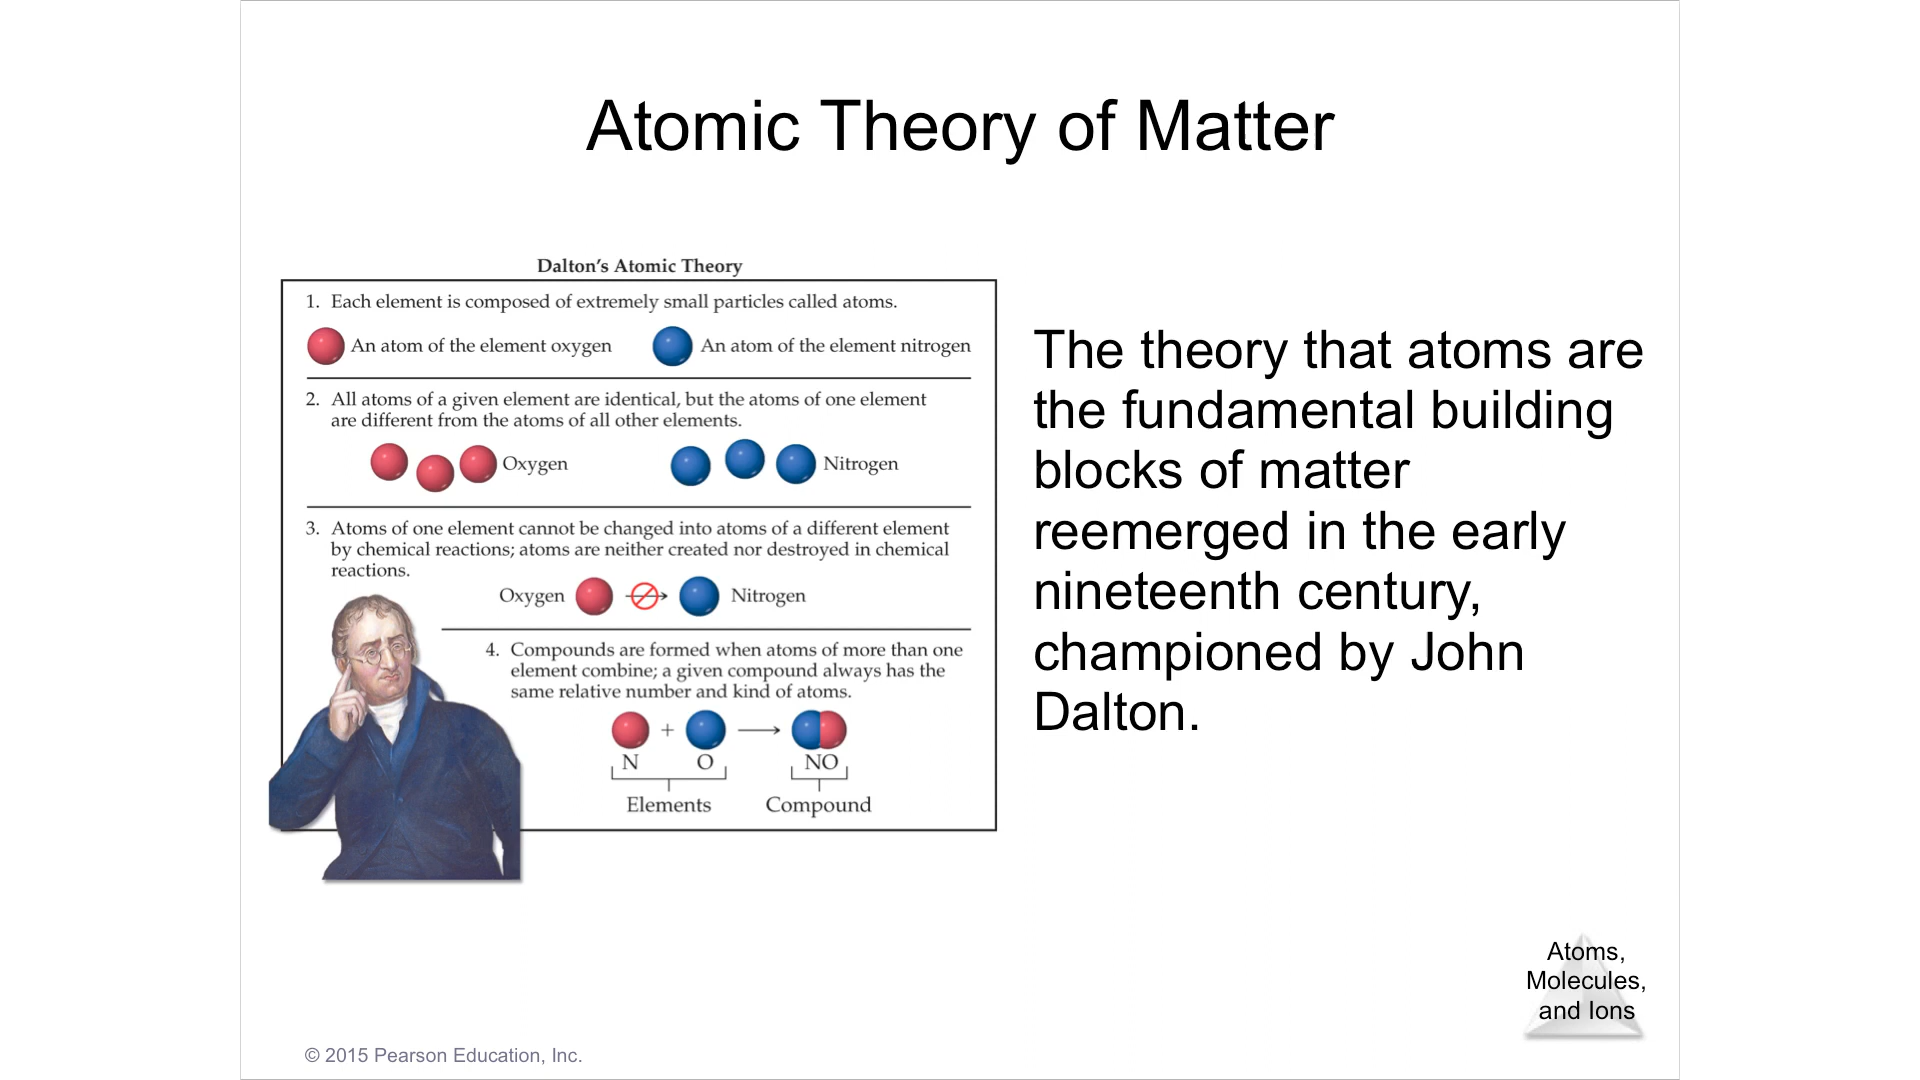 Atomic Theory of Matter
Dalton's Atomic Theory
1. Each element is composed of extremely small particles called atoms.
An atom of the element oxygen
An atom of the element nitrogen
2. All atoms of a given element are identical, but the atoms of one element
are different from the atoms of all other elements.
Oxygen
Nitrogen
3. Atoms of one element cannot be changed into atoms of a different element
by chemical reactions; atoms are neither created nor destroyed in chemical
reactions.
Oxygen
Nitrogen
4. Compounds are formed when atoms of more than one
element combine; a given compound always has the
same relative number and kind of atoms.
+
N O NO
Elements Compound
The theory that atoms are
the fundamental building
blocks of matter
reemerged in the early
nineteenth century,
championed by John
Dalton.
Atoms,
Molecules,
and Ions
© 2015 Pearson Education, Inc.